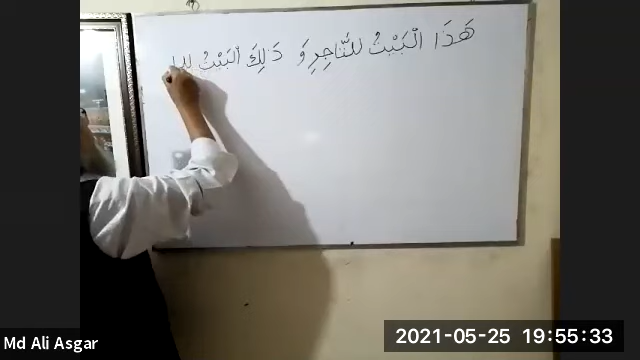 هَذَا الْبَيْتُ لِلتَّاجِرِ وَ ذَلِكَ الْبَيْتُ
Md Ali Asgar
2021-05-25 19:55:33